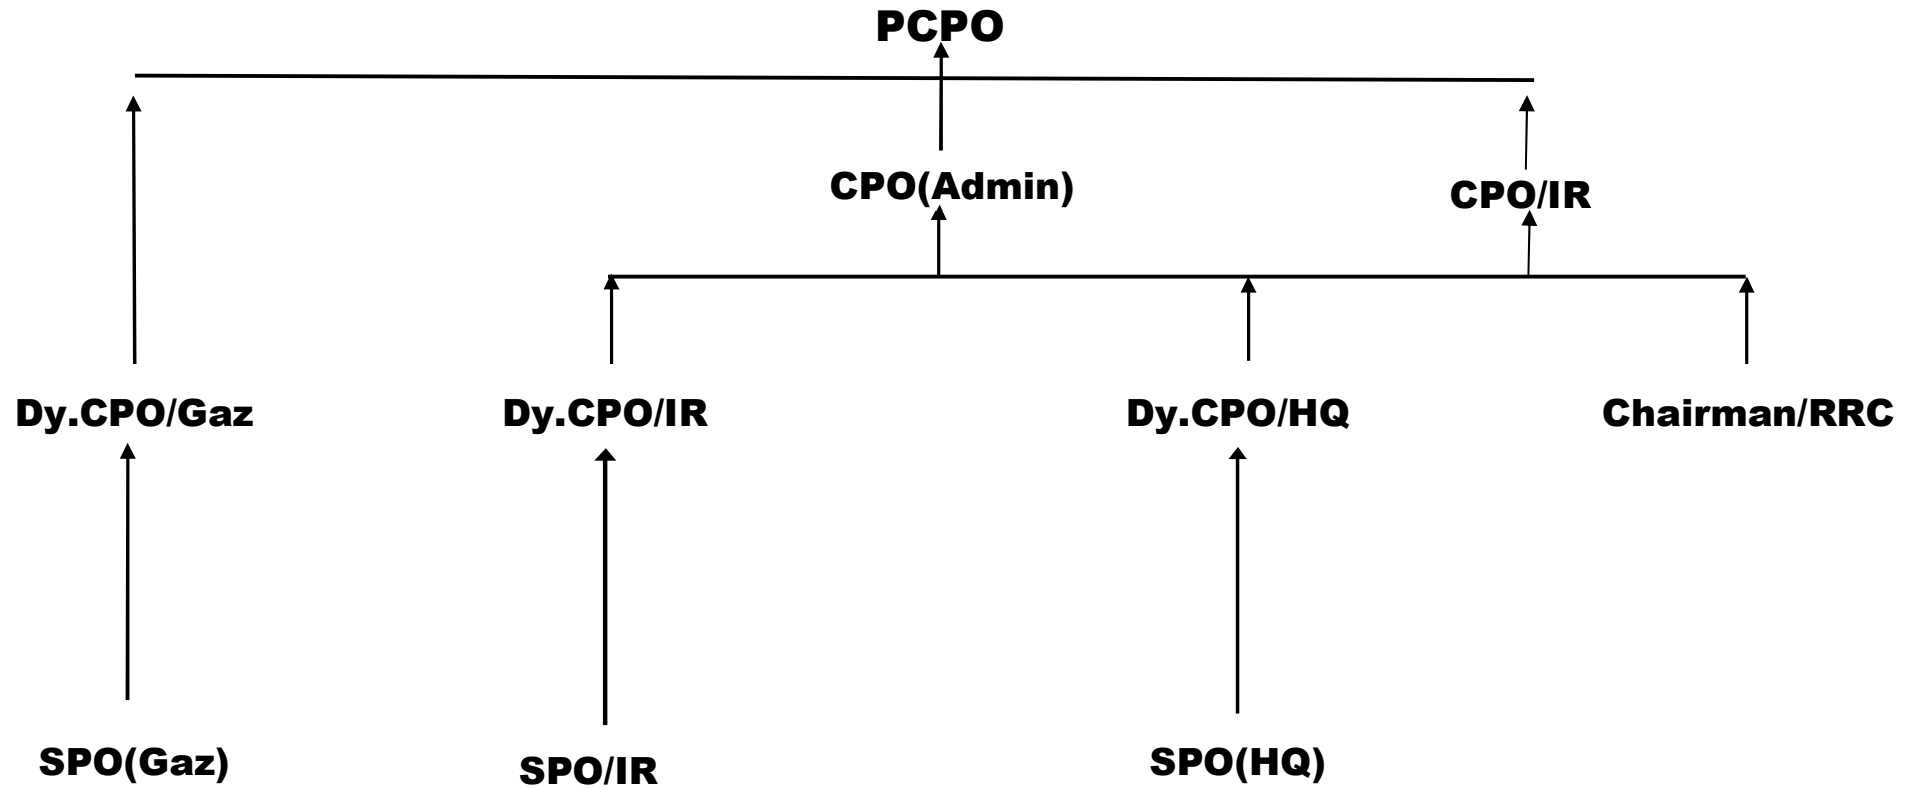 PCPO
CPO(Admin)
CPO/IR
Dy.CPO/Gaz
Dy.CPO/IR
Dy.CPO/HQ
Chairman/RRC
SPO(Gaz)
SPO/IR
SPO(HQ)